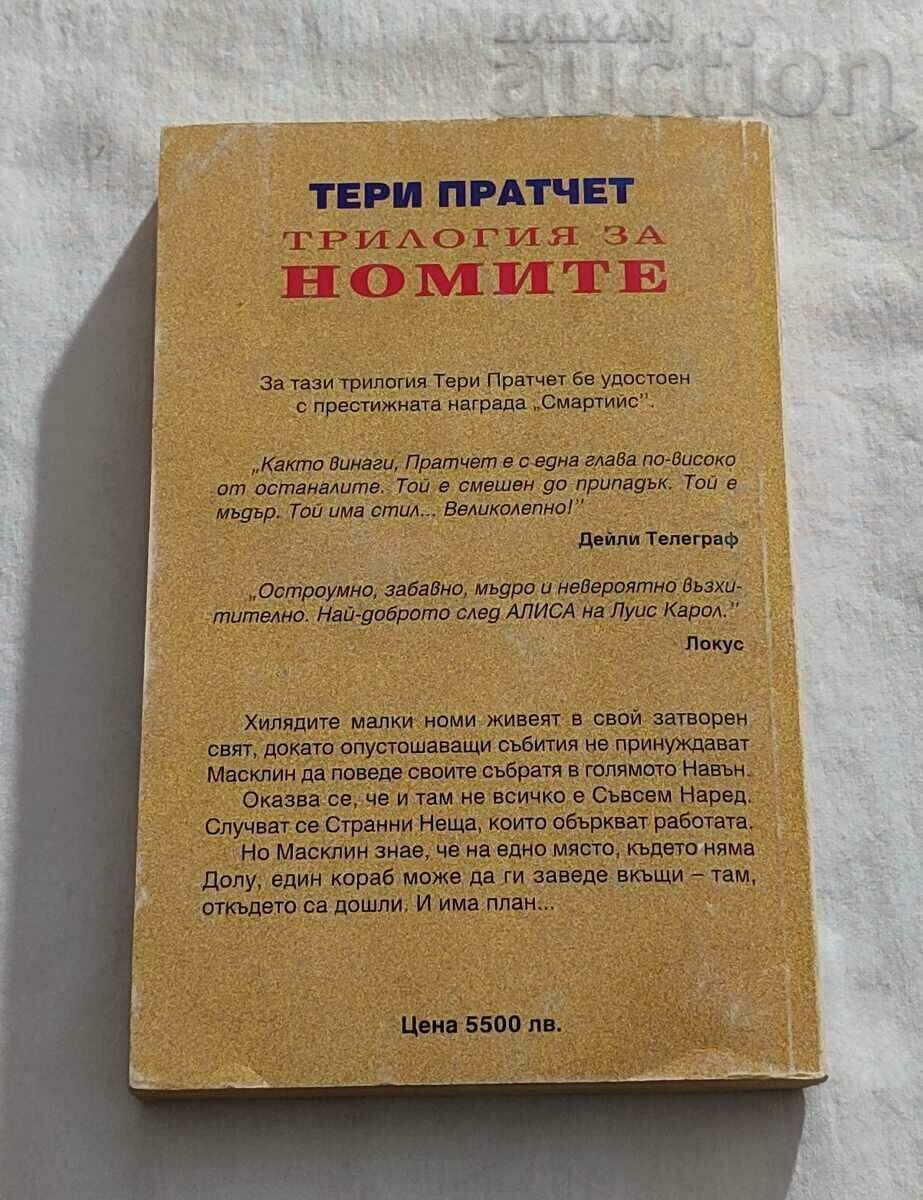 BALKAN
auction
ТЕРИ ПРАТЧЕТ
ТРИЛОГИЯ ЗА
НОМИТЕ
За тази трилогия Тери Пратчет бе удостоен
с престижната награда „Смартийс”.
„Както винаги, Пратчет е с една глава по-високо
от останалите. Той е смешен до припадък. Той е
мъдър. Той има стил... Великолепно!”
Дейли Телеграф
„Остроумно, забавно, мъдро и невероятно възхи-
тително. Най-доброто след АЛИСА на Луис Карол.”
Локус
Хилядите малки номи живеят в свой затворен
свят, докато опустошаващи събития не принуждават
Масклин да поведе своите събратя в голямото Навън.
Оказва се, че и там не всичко е Съвсем Наред.
Случват се Странни Неща, които объркват работата.
Но Масклин знае, че на едно място, където няма
Долу, един кораб може да ги заведе вкъщи – там,
откъдето са дошли. И има план...
Цена 5500 лв.